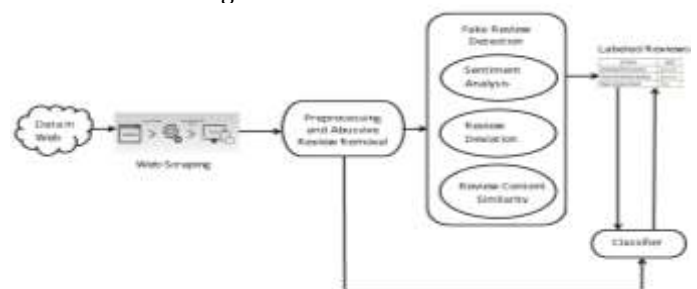 Fake Review
Detection
Labeled Reviews
Sentiment
Analysis
Data in
Web
Preprocessing
and Abusive
Review Removal
Review
Deviation
Web Scraping
Review Content
Similarity
Classifier